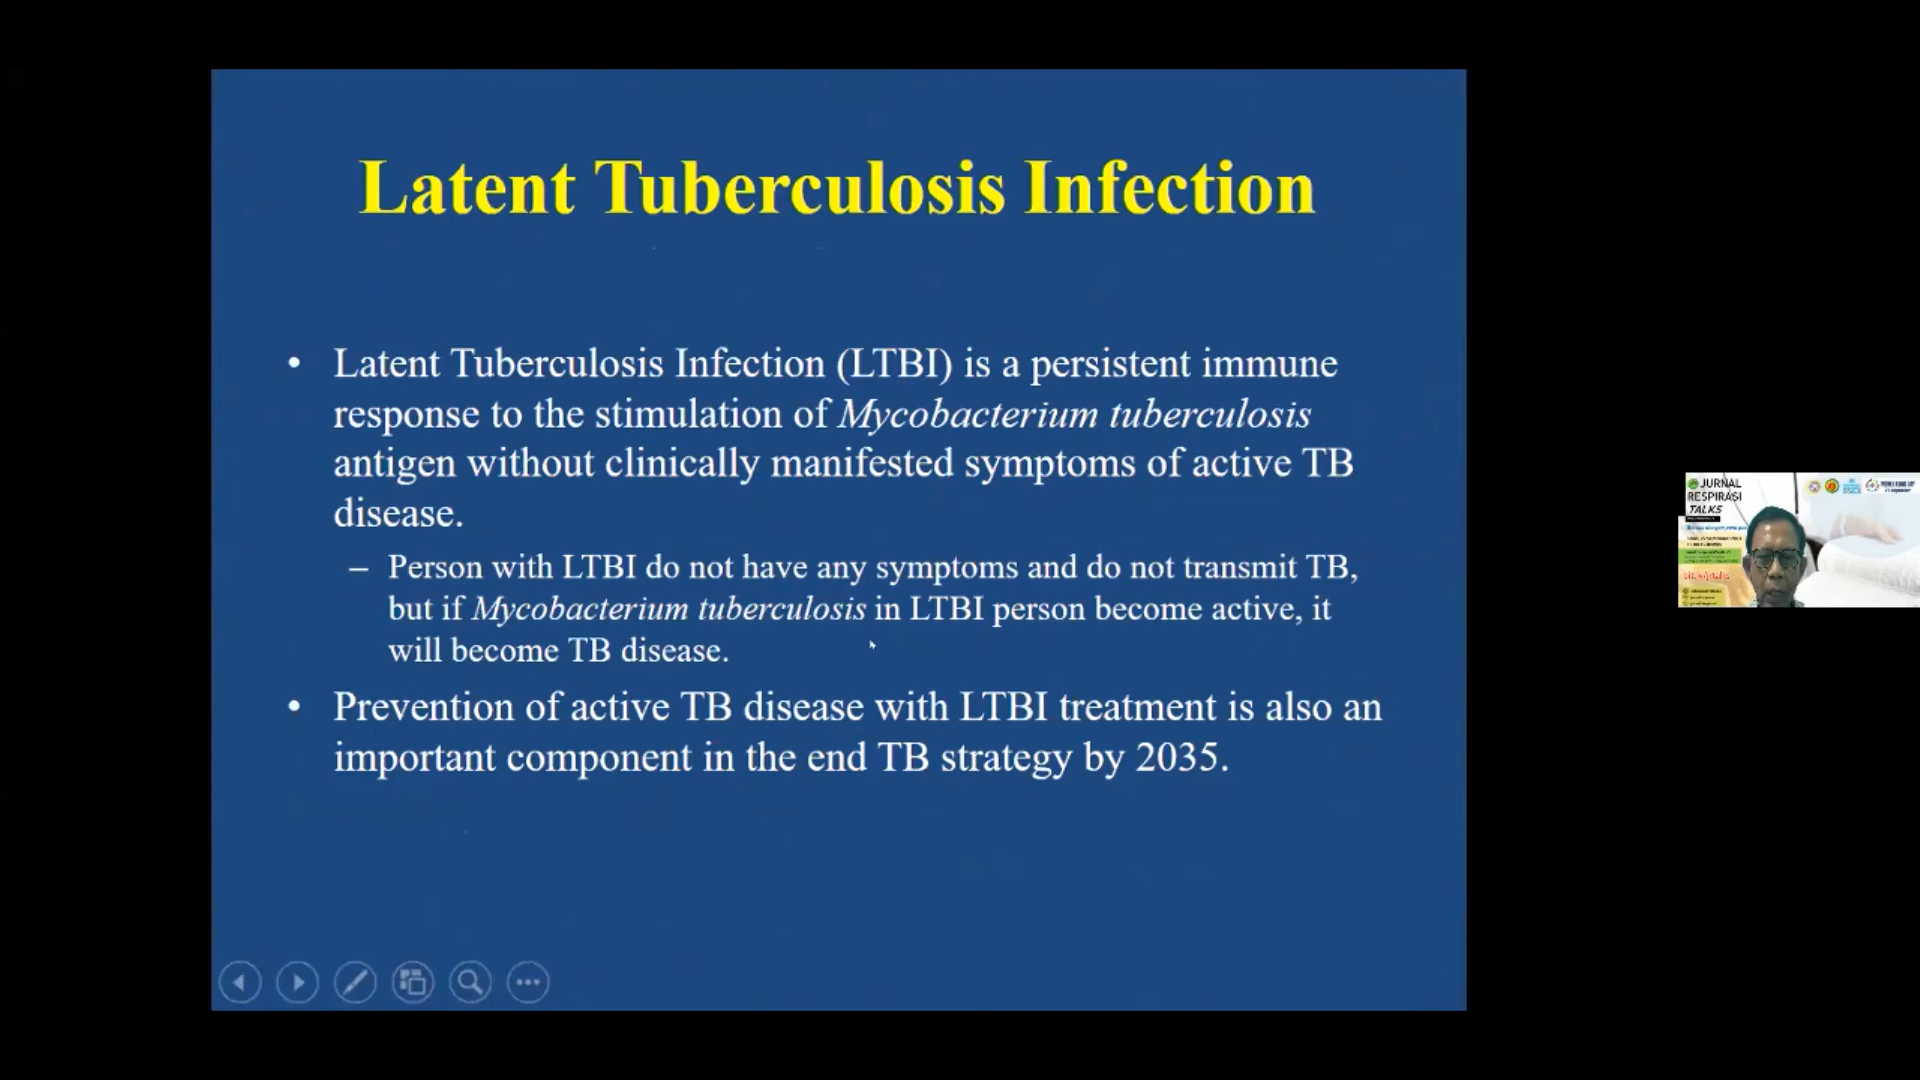 Latent Tuberculosis Infection
• Latent Tuberculosis Infection (LTBI) is a persistent immune
response to the stimulation of Mycobacterium tuberculosis
antigen without clinically manifested symptoms of active TB
disease.
– Person with LTBI do not have any symptoms and do not transmit TB,
but if Mycobacterium tuberculosis in LTBI person become active, it
will become TB disease.
• Prevention of active TB disease with LTBI treatment is also an
important component in the end TB strategy by 2035.
JURNAL
RESPIRASI
TALKS